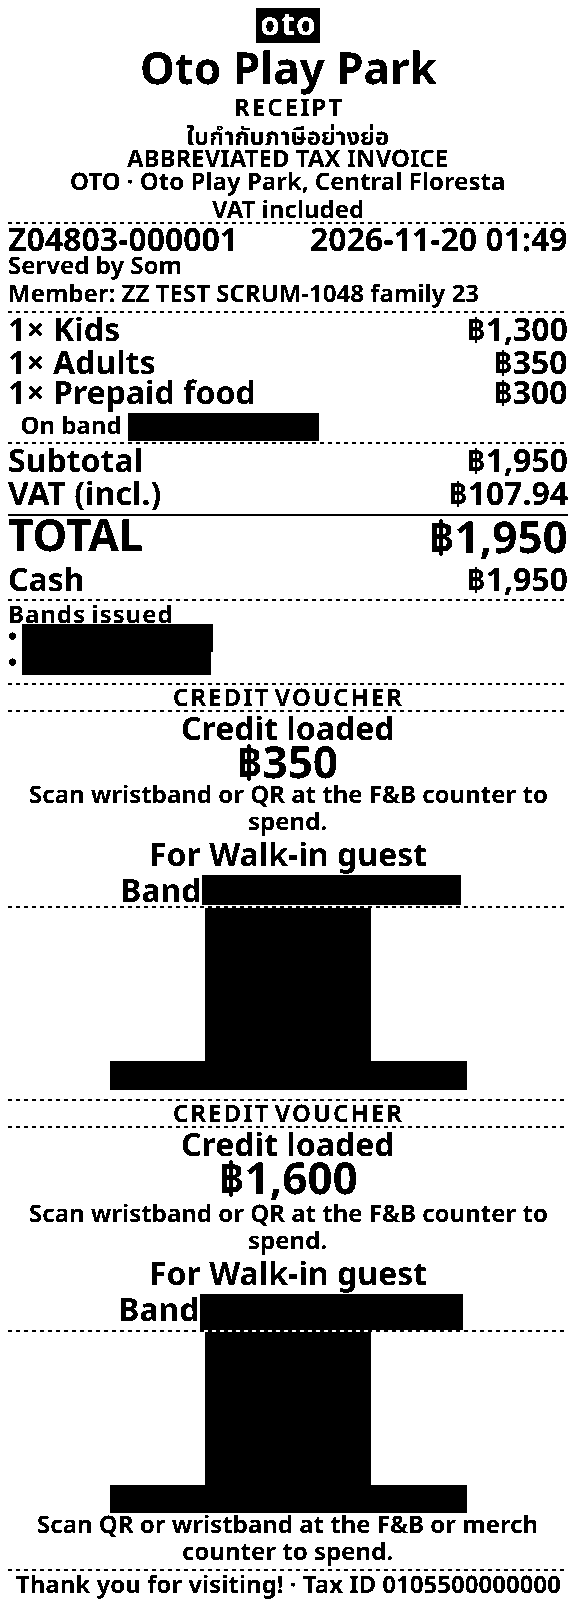 oto
Oto Play Park
RECEIPT
ใบกำกับภาษีอย่างย่อ
ABBREVIATED TAX INVOICE
OTO · Oto Play Park, Central Floresta
VAT included
Z04803-000001 2026-11-20 01:49
Served by Som
Member: ZZ TEST SCRUM-1048 family 23
1× Kids ฿1,300
1× Adults ฿350
1× Prepaid food ฿300
On band
Subtotal ฿1,950
VAT (incl.) ฿107.94
TOTAL ฿1,950
Cash ฿1,950
Bands issued
•
•
CREDIT VOUCHER
Credit loaded
฿350
Scan wristband or QR at the F&B counter to
spend.
For Walk-in guest
Band
CREDIT VOUCHER
Credit loaded
฿1,600
Scan wristband or QR at the F&B counter to
spend.
For Walk-in guest
Band
Scan QR or wristband at the F&B or merch
counter to spend.
Thank you for visiting! · Tax ID 0105500000000